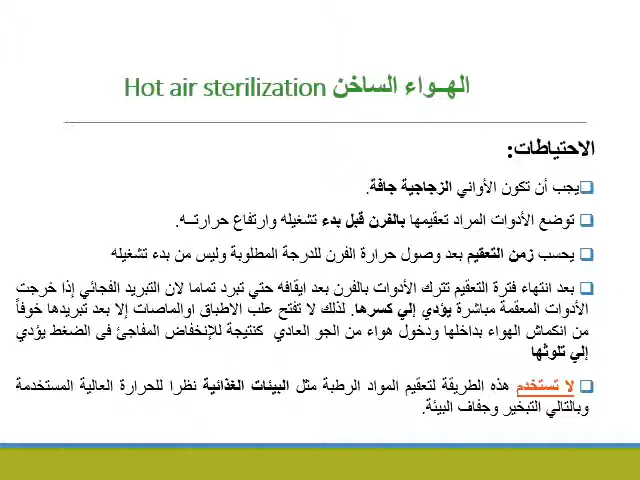 الهــواء الساخن Hot air sterilization
الاحتياطات:
❑يجب أن تكون الأواني الزجاجية جافة.
❑ توضع الأدوات المراد تعقيمها بالفرن قبل بدء تشغيله وارتفاع حرارتــه.
❑ يحسب زمن التعقيم بعد وصول حرارة الفرن للدرجة المطلوبة وليس من بدء تشغيله
❑ بعد انتهاء فترة التعقيم تترك الأدوات بالفرن بعد ايقافه حتي تبرد تماما لان التبريد الفجائي إذا خرجت
الأدوات المعقمة مباشرة يؤدي إلي كسرها. لذلك لا تفتح علب الاطباق اوالماصات إلا بعد تبريدها خوفاً
من انكماش الهواء بداخلها ودخول هواء من الجو العادي كنتيجة للإنخفاض المفاجئ فى الضغط يؤدي
إلي تلوثها
❑ لا تستخدم هذه الطريقة لتعقيم المواد الرطبة مثل البيئات الغذائية نظرا للحرارة العالية المستخدمة
وبالتالي التبخير وجفاف البيئة.